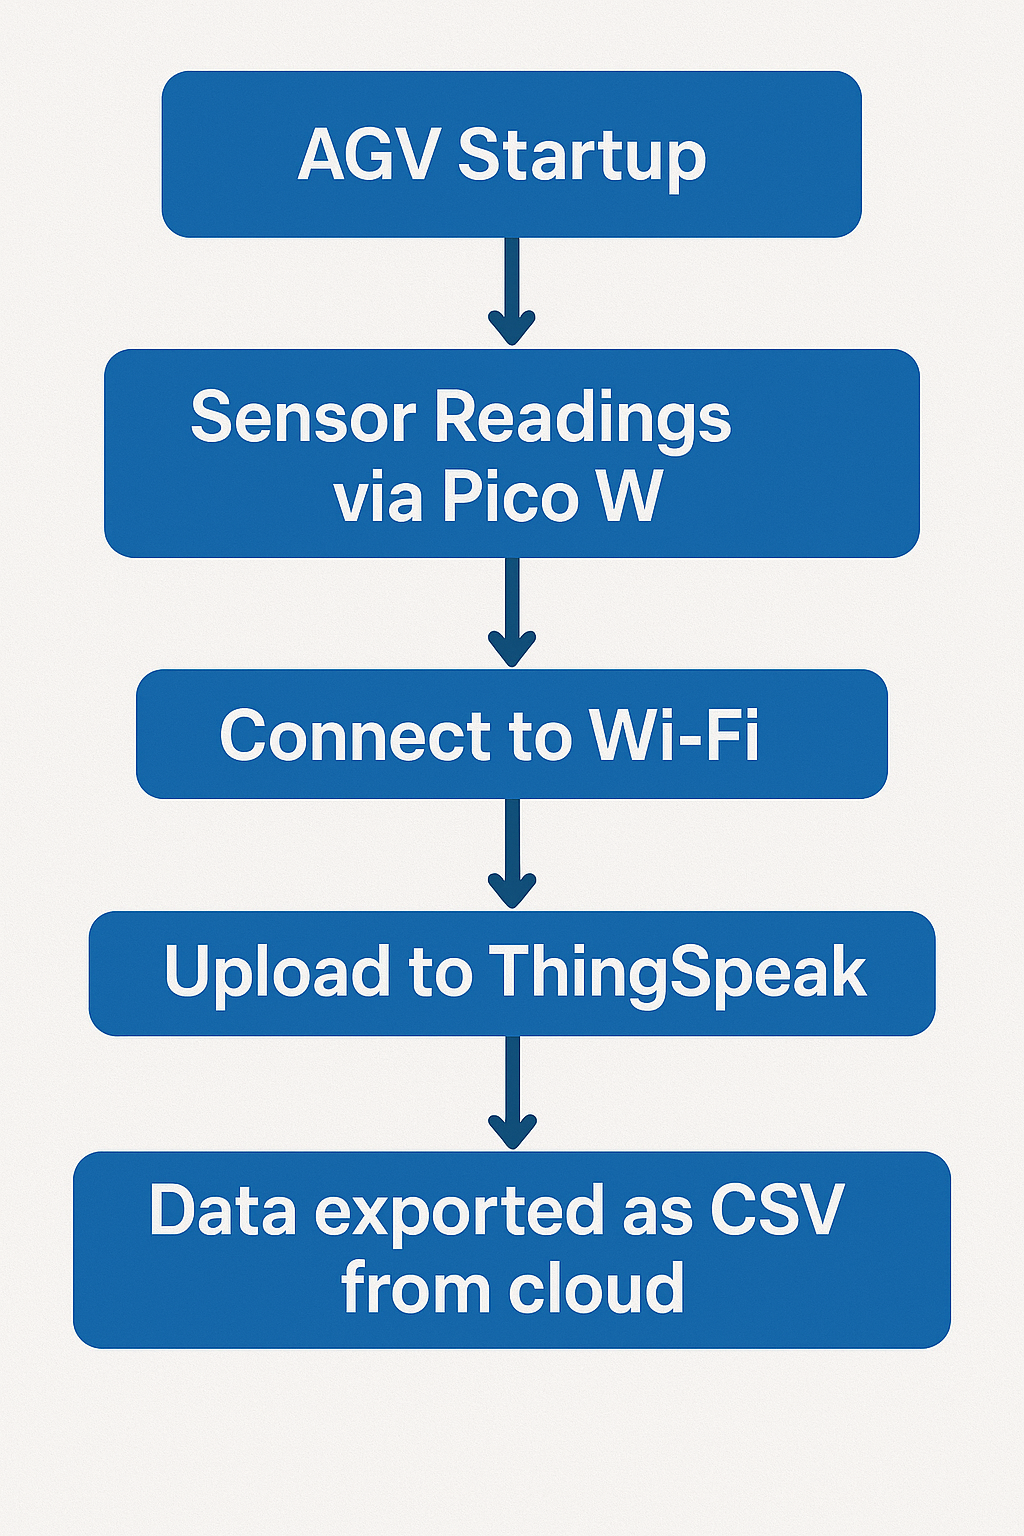 AGV Startup
Sensor Readings
via Pico W
Connect to Wi-Fi
Upload to ThingSpeak
Data exported as CSV
from cloud